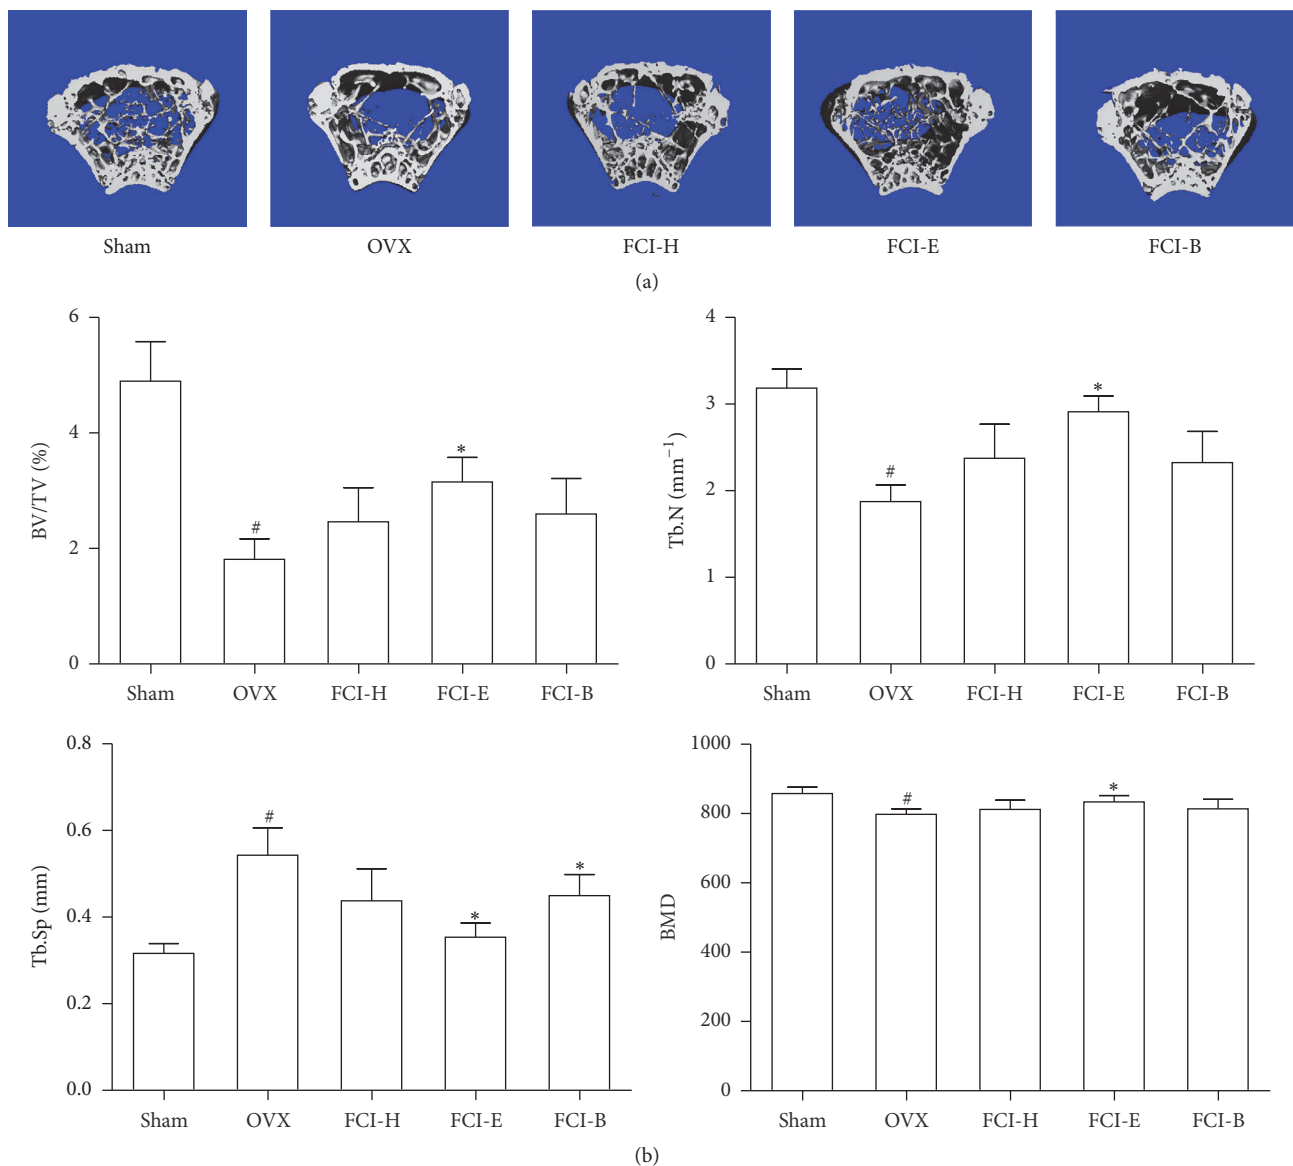 Sham OVX FCI-H FCI-E FCI-B
(a)
BV/TV (%)
6
4
2
0
#
*
Sham OVX FCI-H FCI-E FCI-B
Tb.N (mm⁻¹)
4
3
2
1
0
#
*
Sham OVX FCI-H FCI-E FCI-B
Tb.Sp (mm)
0.8
0.6
0.4
0.2
0.0
#
*
*
Sham OVX FCI-H FCI-E FCI-B
BMD
1000
800
600
400
200
0
#
*
Sham OVX FCI-H FCI-E FCI-B
(b)